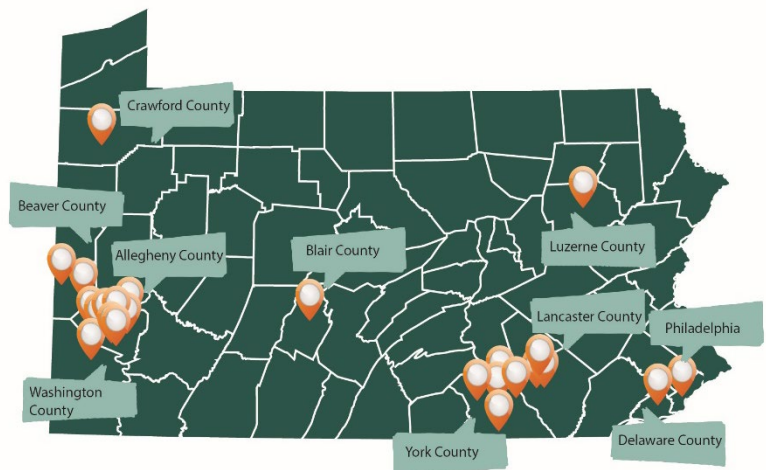 Crawford County
Beaver County
Allegheny County
Blair County
Luzerne County
Lancaster County
Philadelphia
Washington
County
York County
Delaware County